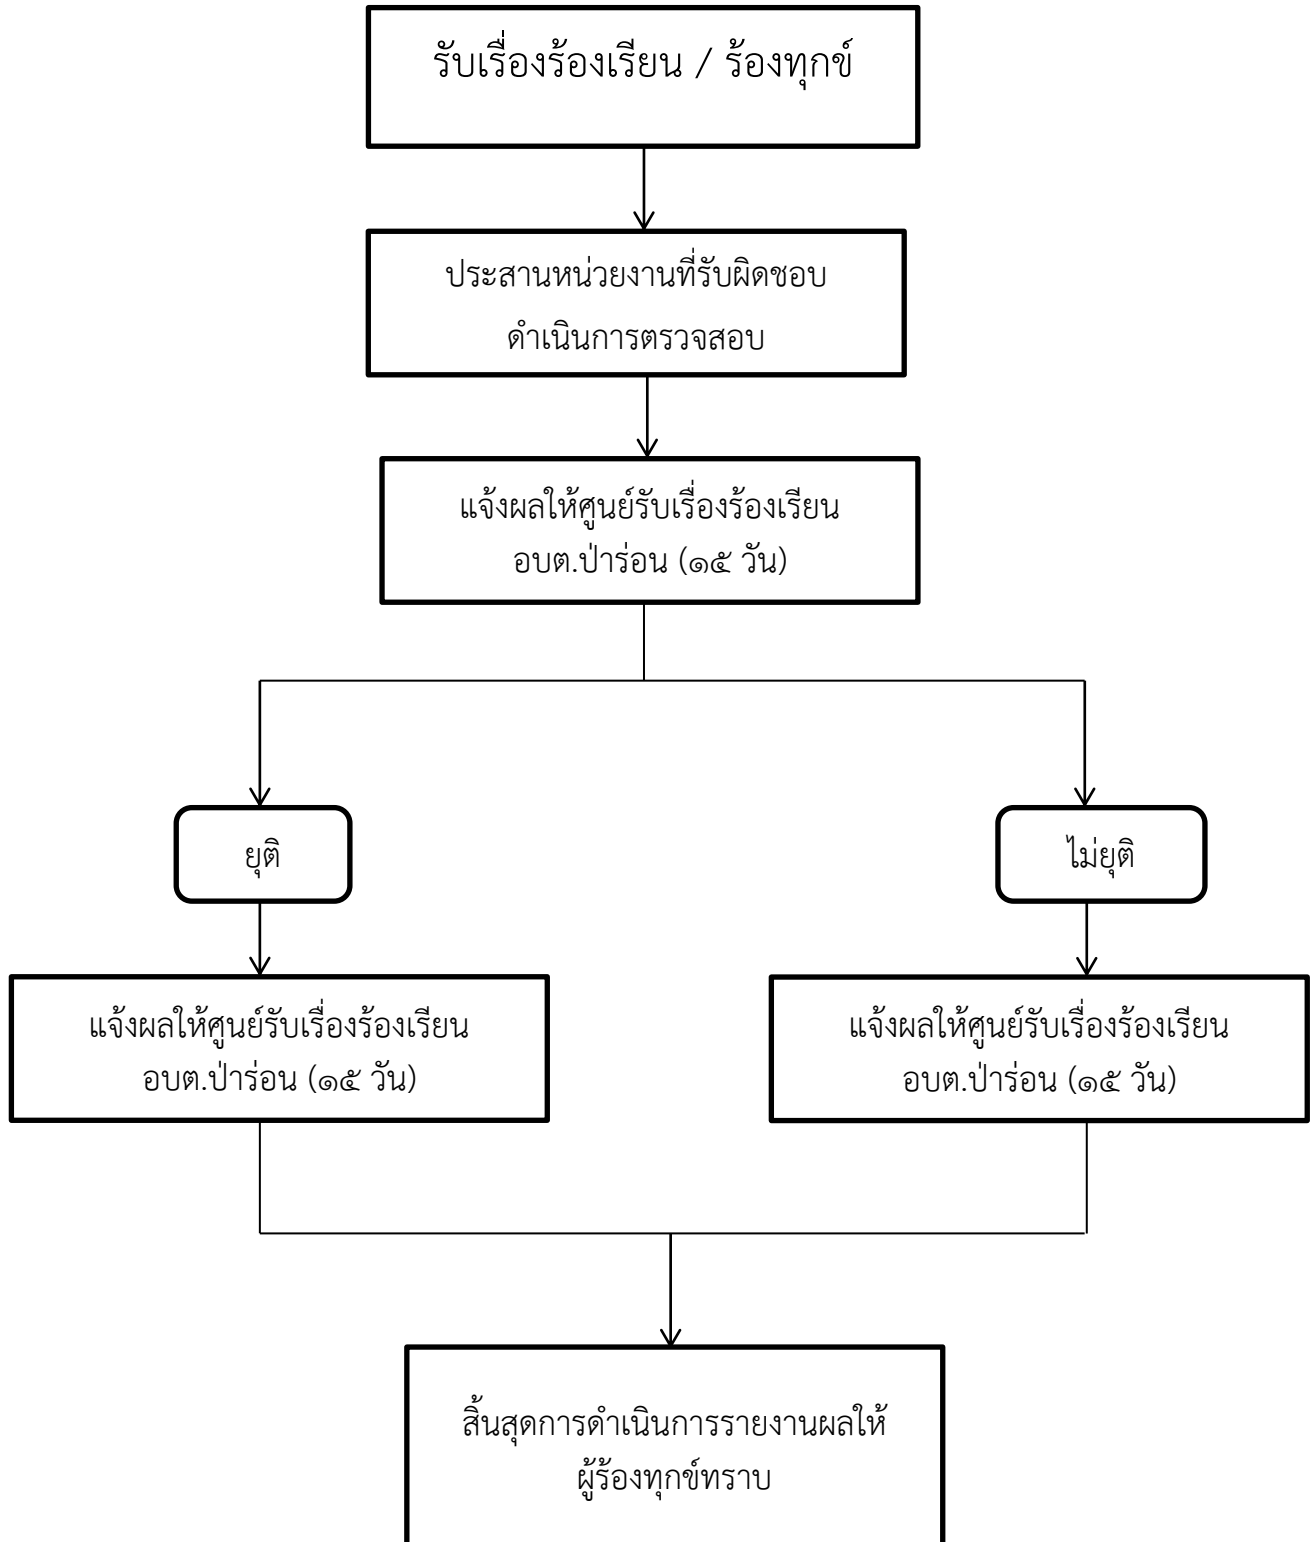 รับเรื่องร้องเรียน / ร้องทุกข์
ประสานหน่วยงานที่รับผิดชอบ
ดำเนินการตรวจสอบ
แจ้งผลให้ศูนย์รับเรื่องร้องเรียน
อบต.ป่าร่อน (๑๕ วัน)
ยุติ
ไม่ยุติ
แจ้งผลให้ศูนย์รับเรื่องร้องเรียน
อบต.ป่าร่อน (๑๕ วัน)
แจ้งผลให้ศูนย์รับเรื่องร้องเรียน
อบต.ป่าร่อน (๑๕ วัน)
สิ้นสุดการดำเนินการรายงานผลให้
ผู้ร้องทุกข์ทราบ